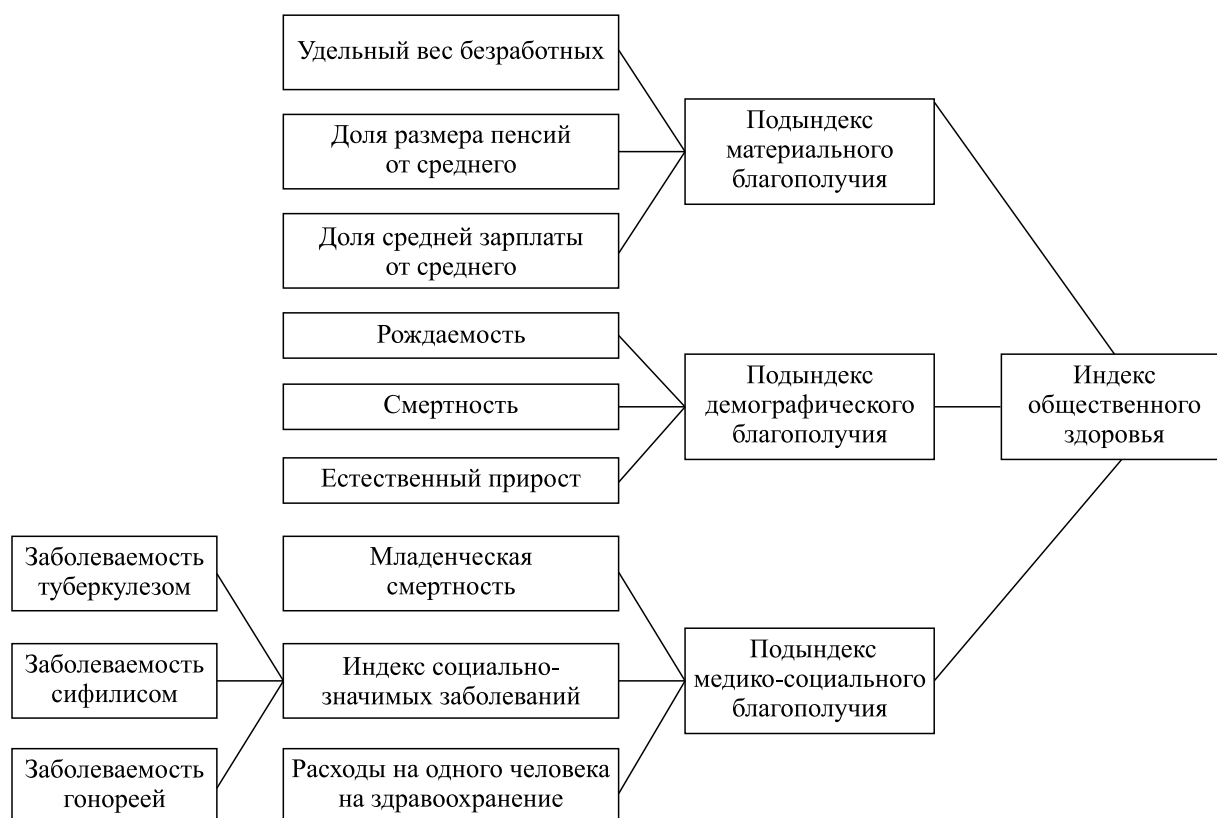 Удельный вес безработных
Доля размера пенсий
от среднего
Доля средней зарплаты
от среднего
Подындекс
материального
благополучия
Рождаемость
Смертность
Естественный прирост
Подындекс
демографического
благополучия
Индекс
общественного
здоровья
Заболеваемость
туберкулезом
Заболеваемость
сифилисом
Заболеваемость
гонореей
Младенческая
смертность
Индекс социально-
значимых заболеваний
Расходы на одного человека
на здравоохранение
Подындекс
медико-социального
благополучия